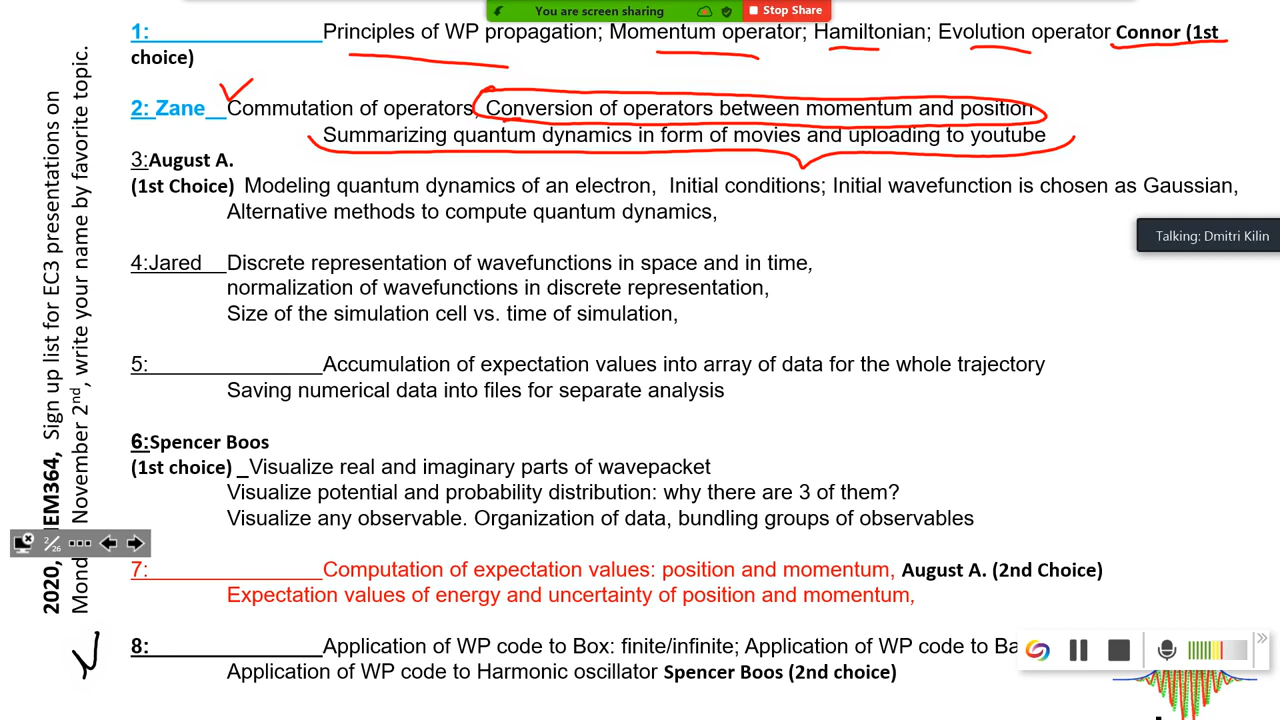 You are screen sharing Stop Share
1: Principles of WP propagation; Momentum operator; Hamiltonian; Evolution operator Connor (1st
choice)
2: Zane Commutation of operators, Conversion of operators between momentum and position
Summarizing quantum dynamics in form of movies and uploading to youtube
3:August A.
(1st Choice) Modeling quantum dynamics of an electron, Initial conditions; Initial wavefunction is chosen as Gaussian,
Alternative methods to compute quantum dynamics,
Talking: Dmitri Kilin
4:Jared Discrete representation of wavefunctions in space and in time,
normalization of wavefunctions in discrete representation,
Size of the simulation cell vs. time of simulation,
5: Accumulation of expectation values into array of data for the whole trajectory
Saving numerical data into files for separate analysis
6:Spencer Boos
(1st choice) _Visualize real and imaginary parts of wavepacket
Visualize potential and probability distribution: why there are 3 of them?
Visualize any observable. Organization of data, bundling groups of observables
7: Computation of expectation values: position and momentum, August A. (2nd Choice)
Expectation values of energy and uncertainty of position and momentum,
8: Application of WP code to Box: finite/infinite; Application of WP code to
Application of WP code to Harmonic oscillator Spencer Boos (2nd choice)
2020, EM364, Sign up list for EC3 presentations on
November 2nd, write your name by favorite topic.
2/26